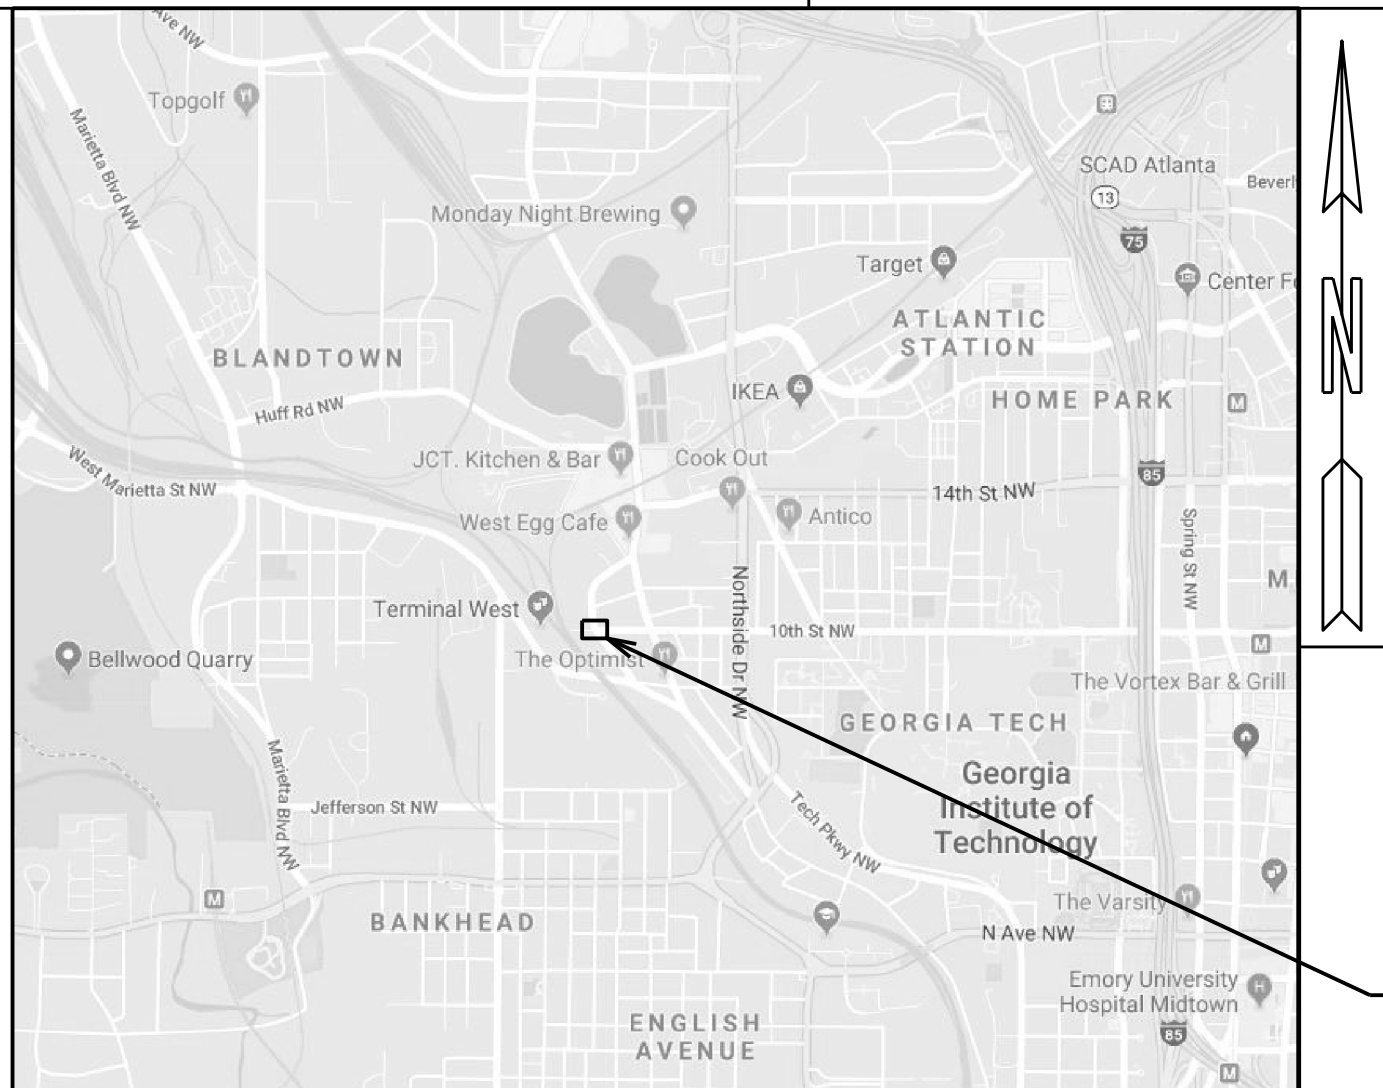 Ave NW
Topgolf
Marietta Blvd NW
SCAD Atlanta
Beverl
13
Monday Night Brewing
75
Target
Center F
ATLANTIC
STATION
N
BLANDTOWN
IKEA
HOME PARK
M
Huff Rd NW
JCT. Kitchen & Bar
Cook Out
West Marietta St NW
85
14th St NW
West Egg Cafe
Antico
Spring St NW
Northside Dr NW
M
Terminal West
10th St NW
M
Bellwood Quarry
The Optimist
The Vortex Bar & Grill
GEORGIA TECH
Marietta Blvd NW
Georgia
Institute of
Technology
Jefferson St NW
Tech Pkwy NW
M
The Varsity
BANKHEAD
N Ave NW
Emory University
Hospital Midtown
H
ENGLISH
AVENUE
85
M